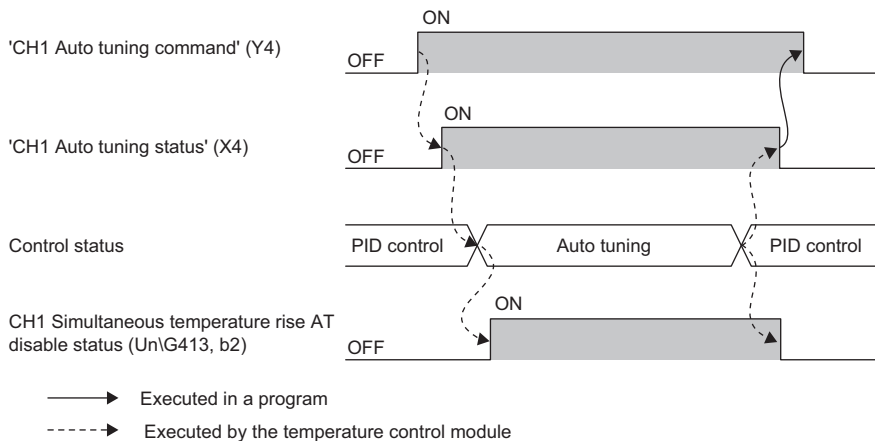 ON
'CH1 Auto tuning command' (Y4)
OFF
ON
'CH1 Auto tuning status' (X4)
OFF
Control status
PID control
Auto tuning
PID control
ON
CH1 Simultaneous temperature rise AT
disable status (Un\G413, b2)
OFF
Executed in a program
Executed by the temperature control module